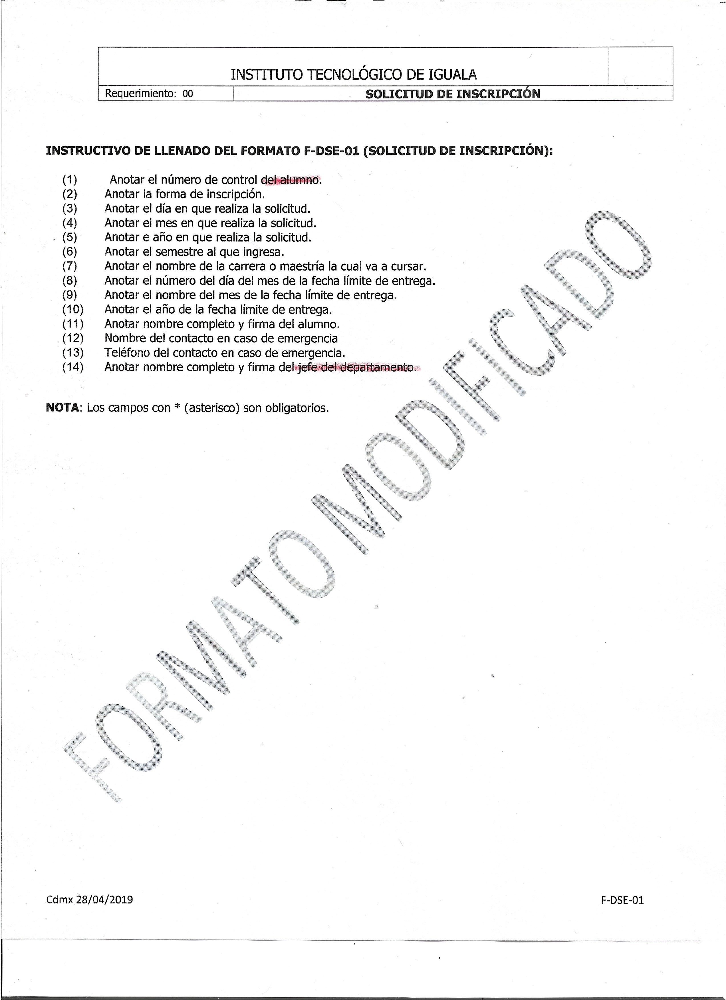 INSTITUTO TECNOLÓGICO DE IGUALA
Requerimiento: 00
SOLICITUD DE INSCRIPCIÓN
INSTRUCTIVO DE LLENADO DEL FORMATO F-DSE-01 (SOLICITUD DE INSCRIPCIÓN):
(1) Anotar el número de control del alumno.
(2) Anotar la forma de inscripción.
(3) Anotar el día en que realiza la solicitud.
(4) Anotar el mes en que realiza la solicitud.
(5) Anotar e año en que realiza la solicitud.
(6) Anotar el semestre al que ingresa.
(7) Anotar el nombre de la carrera o maestría la cual va a cursar.
(8) Anotar el número del día del mes de la fecha límite de entrega.
(9) Anotar el nombre del mes de la fecha límite de entrega.
(10) Anotar el año de la fecha límite de entrega.
(11) Anotar nombre completo y firma del alumno.
(12) Nombre del contacto en caso de emergencia
(13) Teléfono del contacto en caso de emergencia.
(14) Anotar nombre completo y firma del jefe del departamento.
NOTA: Los campos con * (asterisco) son obligatorios.
FORMATO MODIFICADO
Cdmx 28/04/2019
F-DSE-01